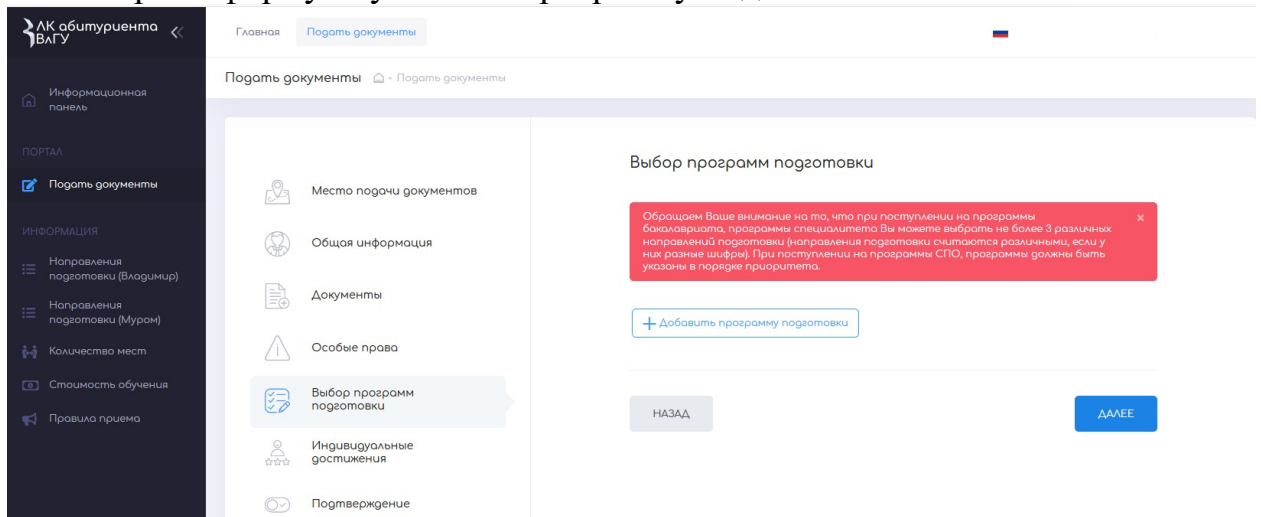 ЛК абитуриента
ВлГУ
Главная
Подать документы
Подать документы
Подать документы
Информационная
панель
ПОРТАЛ
Подать документы
ИНФОРМАЦИЯ
Направления
подготовки (Владимир)
Направления
подготовки (Муром)
Количество мест
Стоимость обучения
Правила приема
Место подачи документов
Общая информация
Документы
Особые права
Выбор программ
подготовки
Индивидуальные
достижения
Подтверждение
Выбор программ подготовки
Обращаем Ваше внимание на то, что при поступлении на программы
бакалавриата, программы специалитета Вы можете выбрать не более 3 различных
направлений подготовки (направления подготовки считаются различными, если у
них разные шифры). При поступлении на программы СПО, программы должны быть
указаны в порядке приоритета.
Добавить программу подготовки
НАЗАД
ДАЛЕЕ